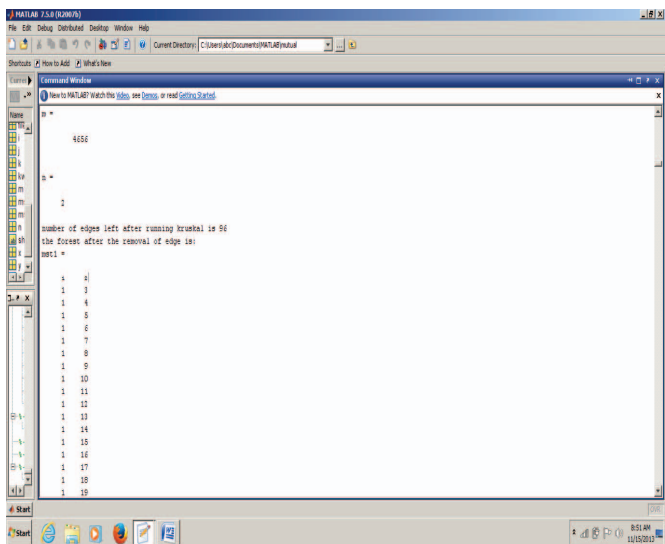 MATLAB 7.5.0 (R2007b)
File Edit Debug Distributed Desktop Window Help
Current Directory: C:\Users\abc\Documents\MATLAB\mutual
Shortcuts How to Add What's New
Command Window
New to MATLAB? Watch this Video, see Demos, or read Getting Started.
Name
i
j
k
m
n
x
y
m =
4656
n =
2
number of edges left after running kruskal is 96
the forest after the removal of edge is:
mst1 =
1 3
1 4
1 5
1 6
1 7
1 8
1 9
1 10
1 11
1 12
1 13
1 14
1 15
1 16
1 17
1 18
1 19
Start
OVR
Start
8:51 AM
11/15/2013